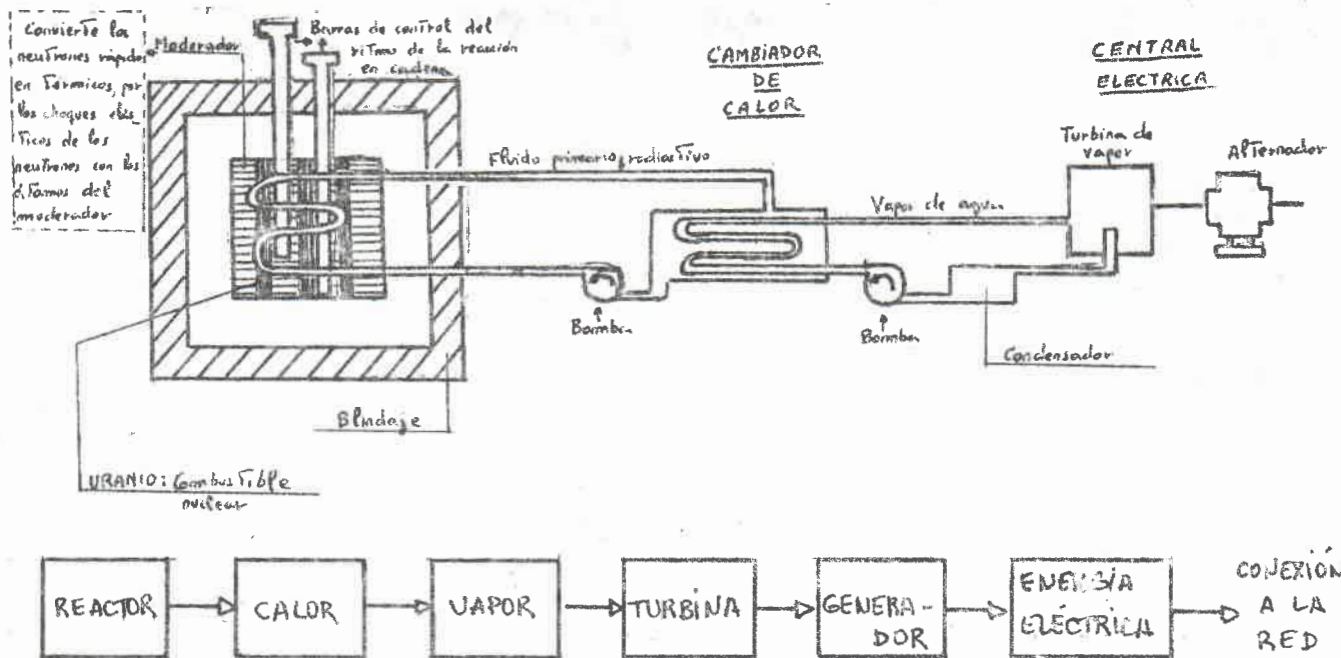 Convierte los
neutrones rápidos
en Térmicos, por
los choques elás_
Ticos de los
neutrones con los
átomos del
moderador
Moderador
Barras de control del
ritmo de la reacción
en cadena
CAMBIADOR
DE
CALOR
CENTRAL
ELECTRICA
Turbina de
vapor
Alternador
Fluido primario radiactivo
Vapor de agua
Bomba
Bomba
Condensador
Blindaje
URANIO: Combustible
nuclear
REACTOR
CALOR
VAPOR
TURBINA
GENERA-
DOR
ENERGÍA
ELÉCTRICA
CONEXIÓN
A LA
RED